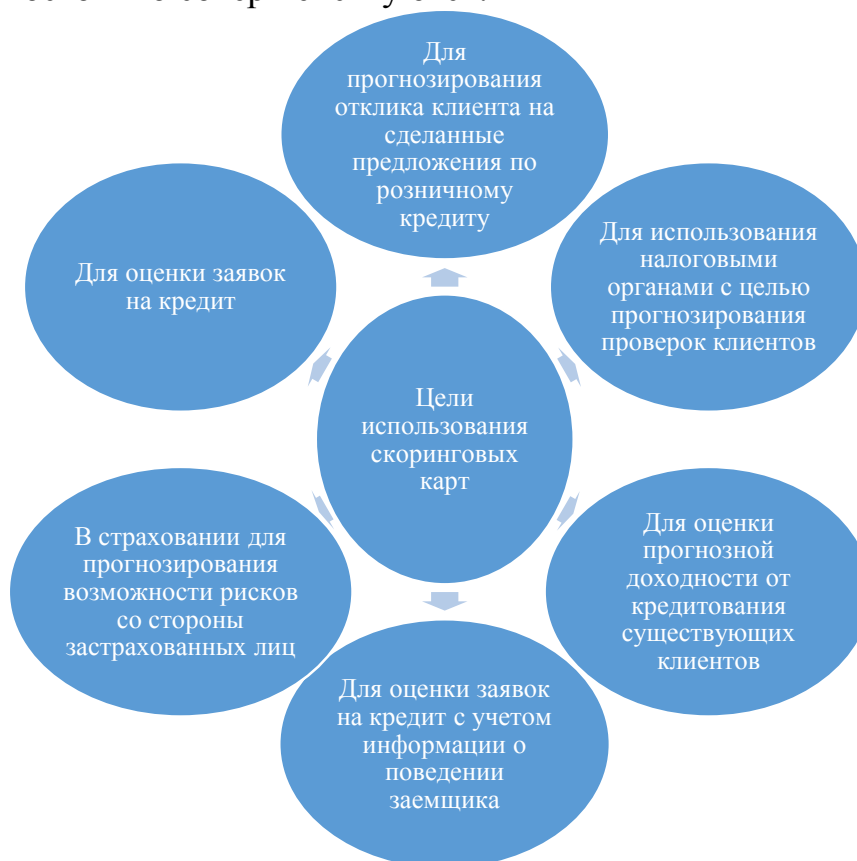 Для
прогнозирования
отклика клиента на
сделанные
предложения по
розничному
кредиту
Для использования
налоговыми
органами с целью
прогнозирования
проверок клиентов
Для оценки
прогнозной
доходности от
кредитования
существующих
клиентов
Для оценки заявок
на кредит с учетом
информации о
поведении
заемщика
В страховании для
прогнозирования
возможности рисков
со стороны
застрахованных лиц
Для оценки заявок
на кредит
Цели
использования
скоринговых
карт